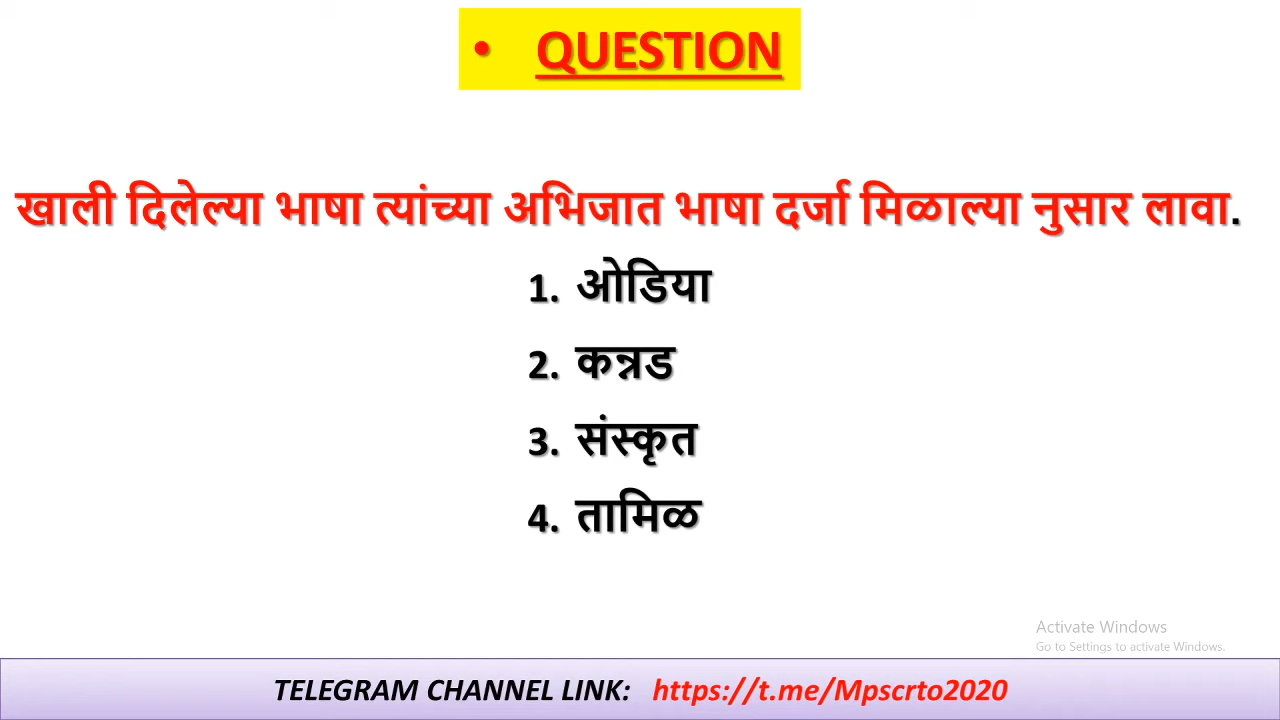 • QUESTION
खाली दिलेल्या भाषा त्यांच्या अभिजात भाषा दर्जा मिळाल्या नुसार लावा.
1. ओडिया
2. कन्नड
3. संस्कृत
4. तामिळ
Activate Windows
Go to Settings to activate Windows.
TELEGRAM CHANNEL LINK: https://t.me/Mpscrto2020